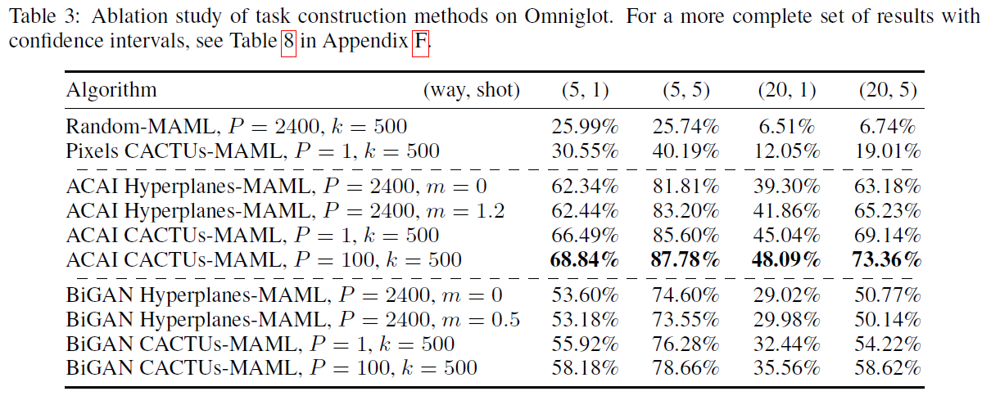 Table 3: Ablation study of task construction methods on Omniglot. For a more complete set of results with
confidence intervals, see Table 8 in Appendix F.
Algorithm (way, shot) (5, 1) (5, 5) (20, 1) (20, 5)
Random-MAML, P = 2400, k = 500 25.99% 25.74% 6.51% 6.74%
Pixels CACTUs-MAML, P = 1, k = 500 30.55% 40.19% 12.05% 19.01%
ACAI Hyperplanes-MAML, P = 2400, m = 0 62.34% 81.81% 39.30% 63.18%
ACAI Hyperplanes-MAML, P = 2400, m = 1.2 62.44% 83.20% 41.86% 65.23%
ACAI CACTUs-MAML, P = 1, k = 500 66.49% 85.60% 45.04% 69.14%
ACAI CACTUs-MAML, P = 100, k = 500 68.84% 87.78% 48.09% 73.36%
BiGAN Hyperplanes-MAML, P = 2400, m = 0 53.60% 74.60% 29.02% 50.77%
BiGAN Hyperplanes-MAML, P = 2400, m = 0.5 53.18% 73.55% 29.98% 50.14%
BiGAN CACTUs-MAML, P = 1, k = 500 55.92% 76.28% 32.44% 54.22%
BiGAN CACTUs-MAML, P = 100, k = 500 58.18% 78.66% 35.56% 58.62%